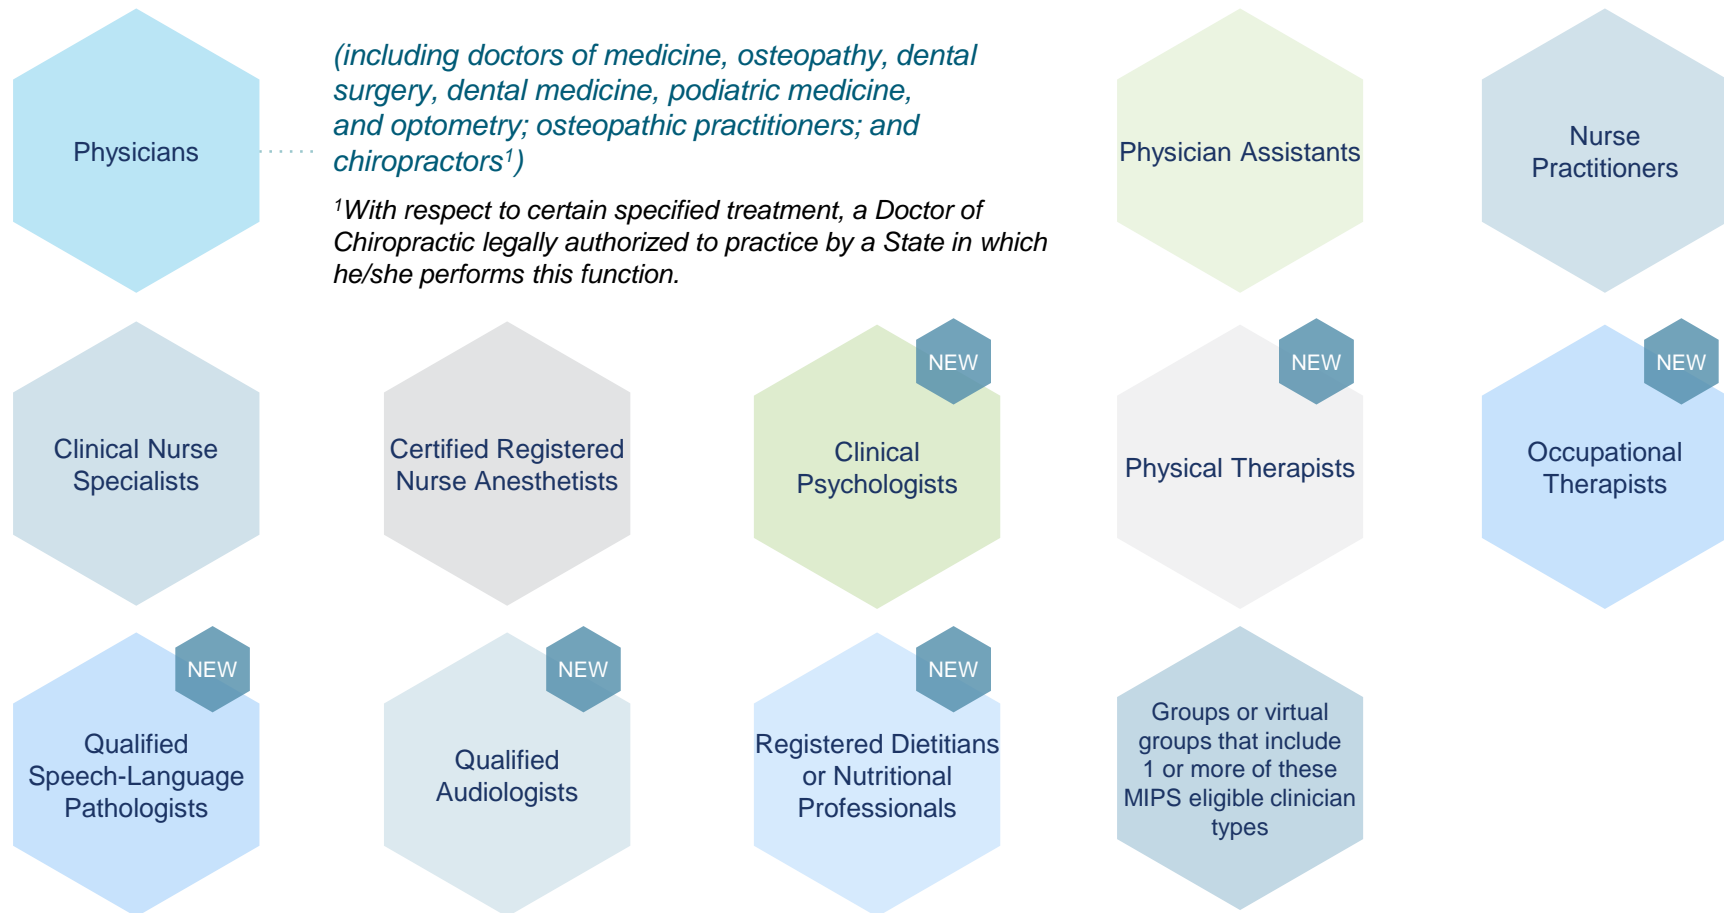 Physicians
(including doctors of medicine, osteopathy, dental
surgery, dental medicine, podiatric medicine,
and optometry; osteopathic practitioners; and
chiropractors¹)
¹With respect to certain specified treatment, a Doctor of
Chiropractic legally authorized to practice by a State in which
he/she performs this function.
Physician Assistants
Nurse
Practitioners
Clinical Nurse
Specialists
Certified Registered
Nurse Anesthetists
NEW
Clinical
Psychologists
NEW
Physical Therapists
NEW
Occupational
Therapists
NEW
Qualified
Speech-Language
Pathologists
NEW
Qualified
Audiologists
NEW
Registered Dietitians
or Nutritional
Professionals
Groups or virtual
groups that include
1 or more of these
MIPS eligible clinician
types